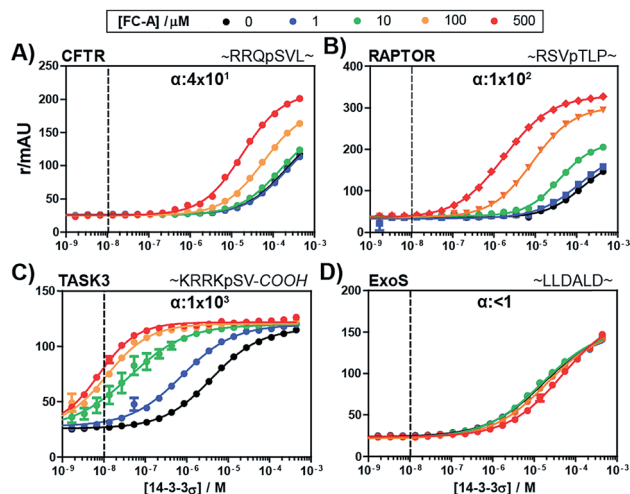 [FC-A] / μM 0 1 10 100 500
A) CFTR ~RRQpSVL~
α:4x10¹
r/mAU
250
200
150
100
50
0
10⁻⁹ 10⁻⁸ 10⁻⁷ 10⁻⁶ 10⁻⁵ 10⁻⁴ 10⁻³
B) RAPTOR ~RSVpTLP~
α:1x10²
400
300
200
100
0
10⁻⁹ 10⁻⁸ 10⁻⁷ 10⁻⁶ 10⁻⁵ 10⁻⁴ 10⁻³
C) TASK3 ~KRRKpSV-COOH
α:1x10³
r/mAU
150
100
50
0
10⁻⁹ 10⁻⁸ 10⁻⁷ 10⁻⁶ 10⁻⁵ 10⁻⁴ 10⁻³
[14-3-3σ] / M
D) ExoS ~LLDALD~
α:<1
200
150
100
50
0
10⁻⁹ 10⁻⁸ 10⁻⁷ 10⁻⁶ 10⁻⁵ 10⁻⁴ 10⁻³
[14-3-3σ] / M